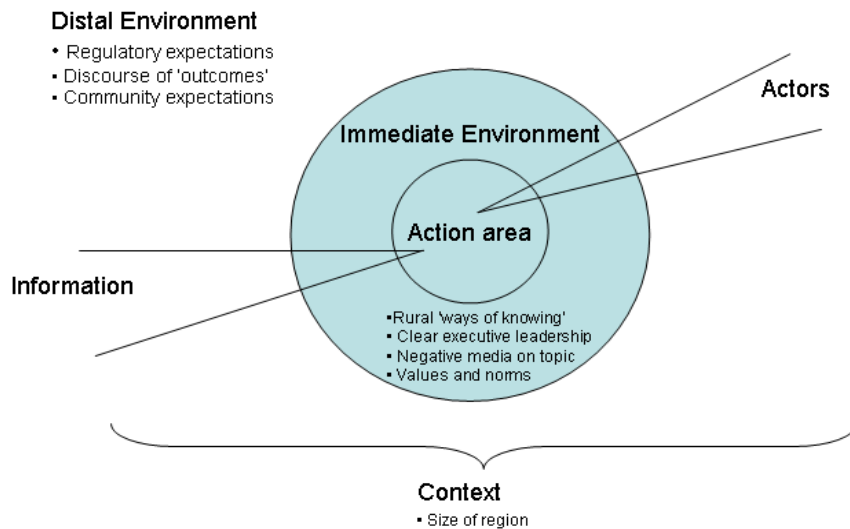 Distal Environment
• Regulatory expectations
▪ Discourse of 'outcomes'
▪ Community expectations
Actors
Immediate Environment
Action area
Information
▪Rural 'ways of knowing'
▪ Clear executive leadership
▪ Negative media on topic
▪ Values and norms
Context
▪ Size of region